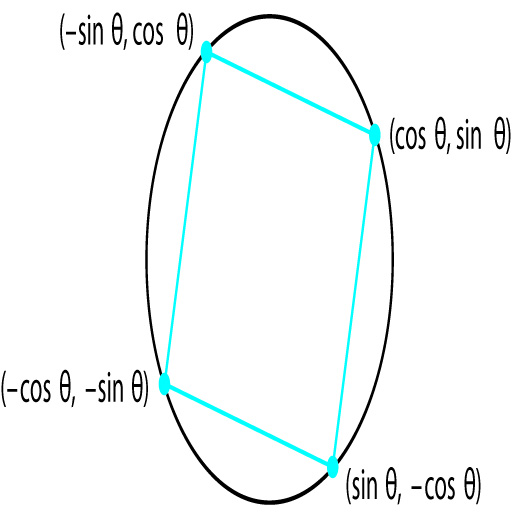 (−sin θ, cos θ)
(cos θ, sin θ)
(−cos θ, −sin θ)
(sin θ, −cos θ)